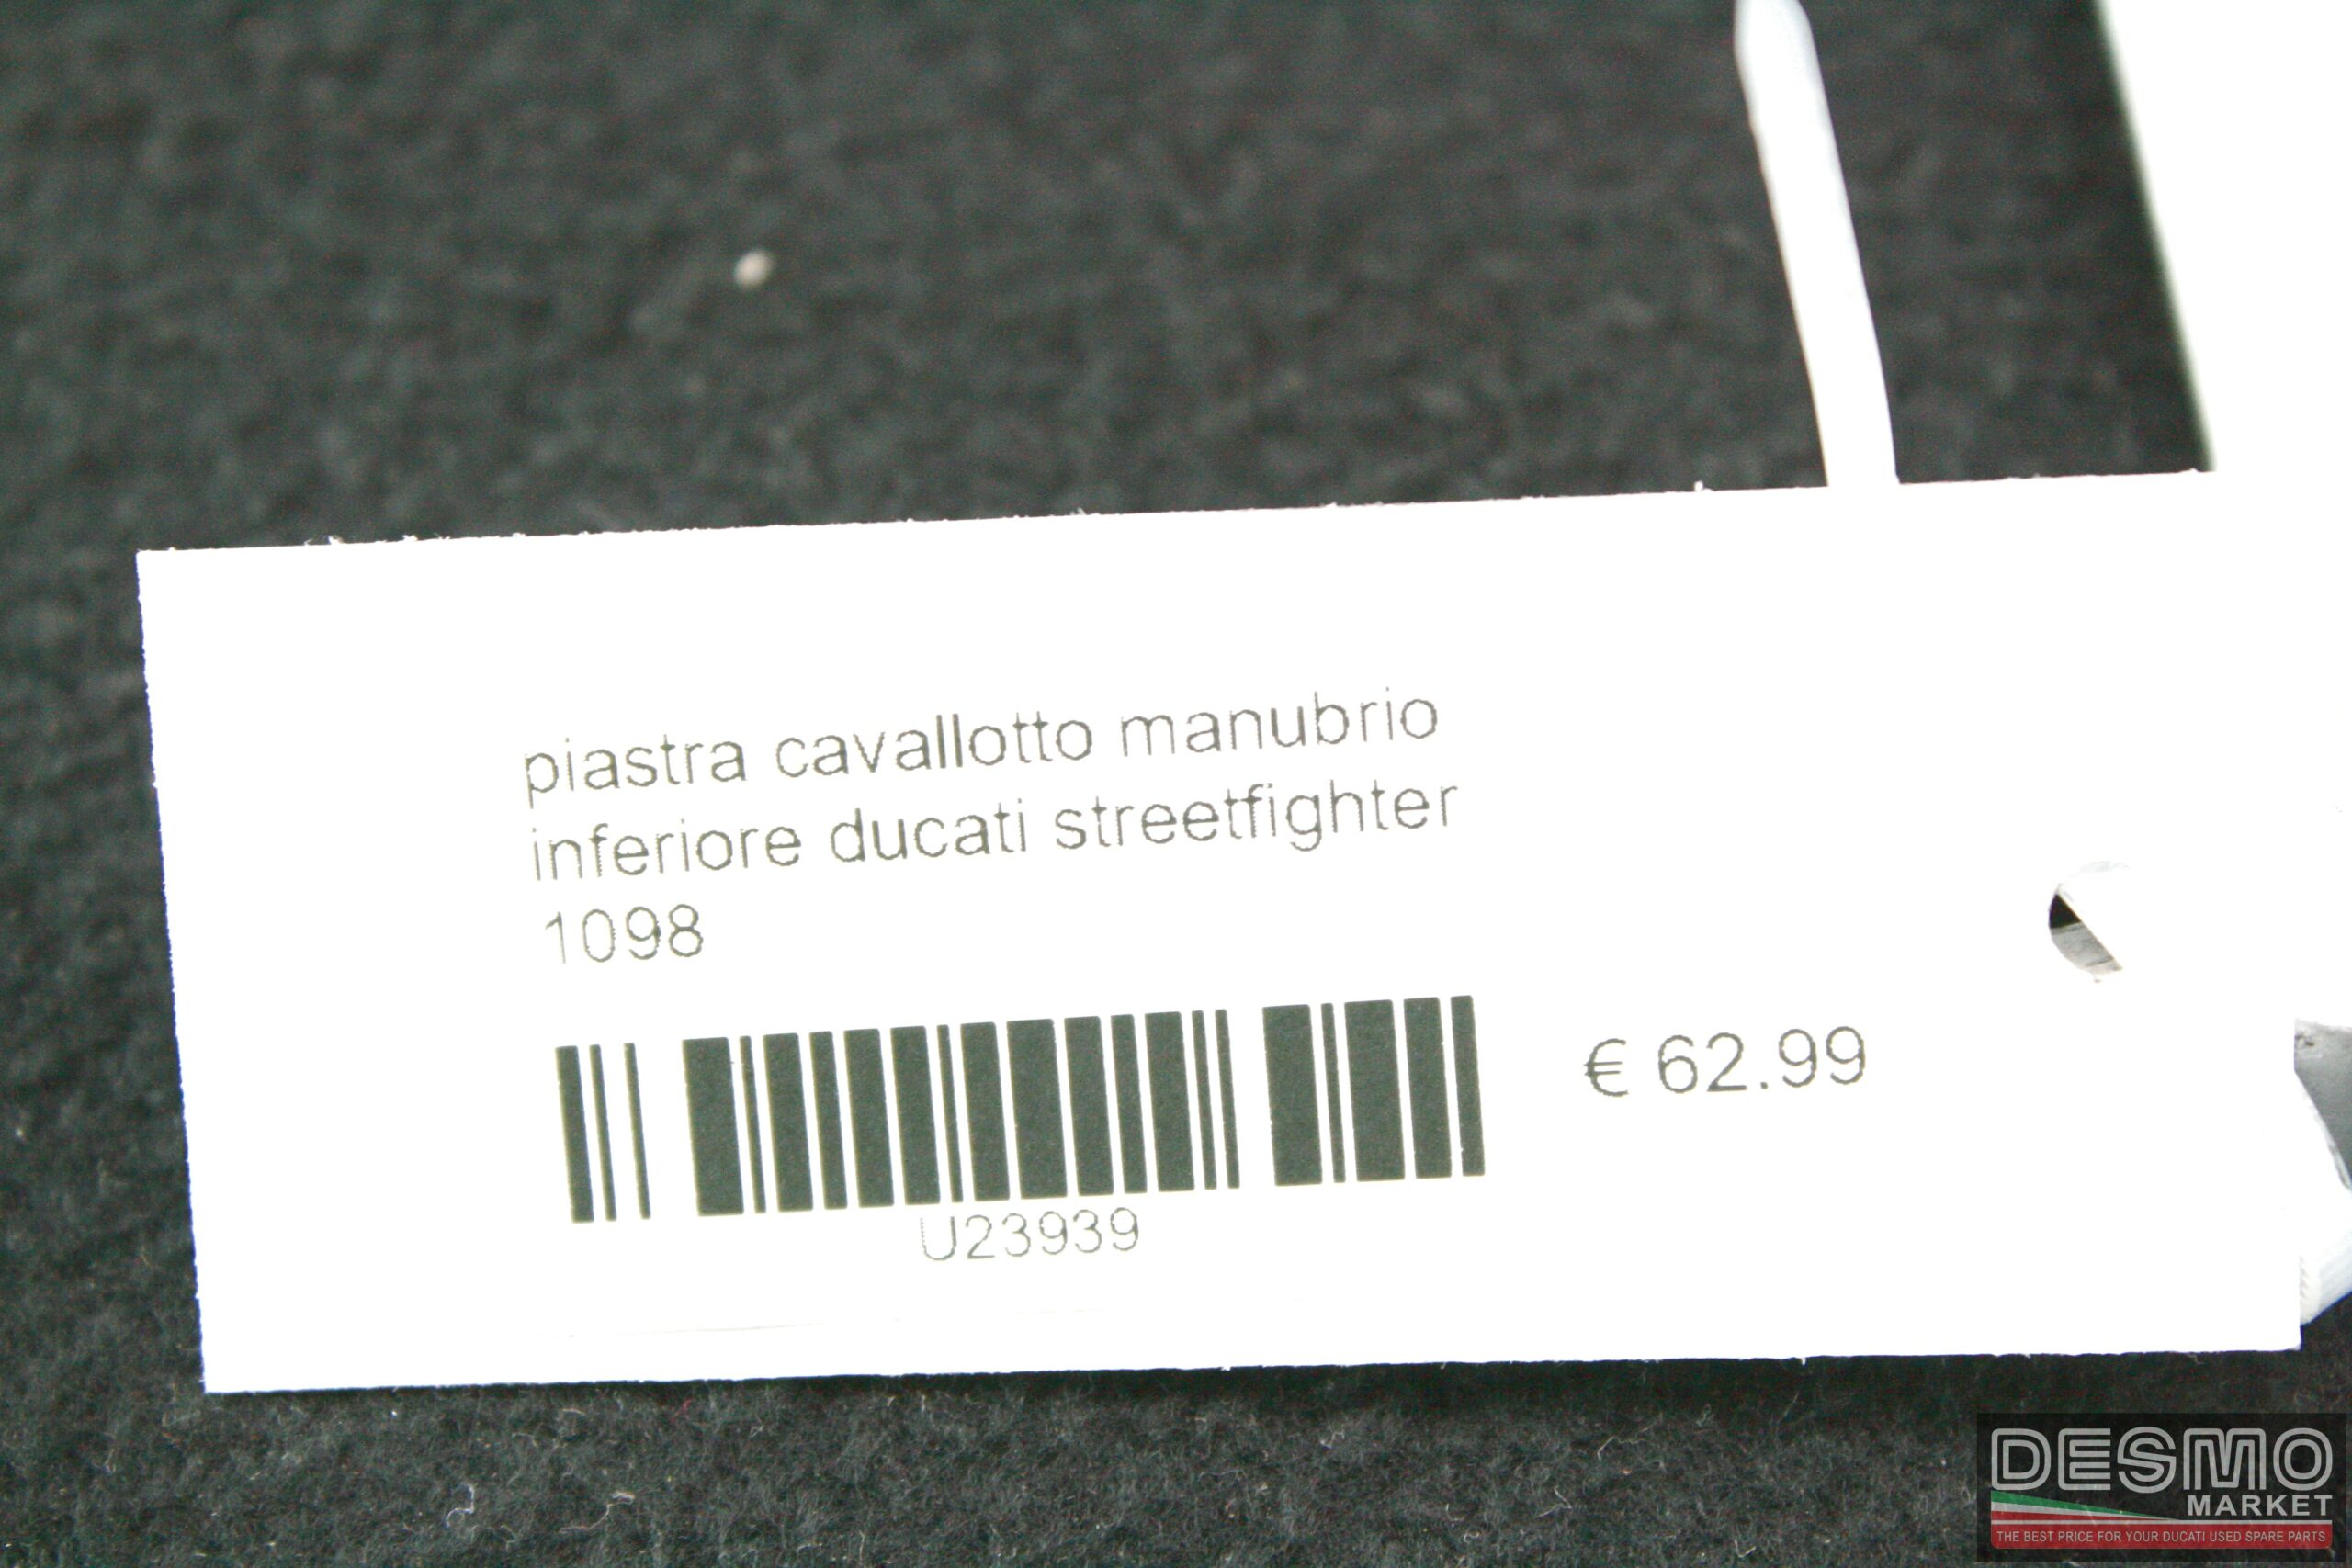 piastra cavallotto manubrio
inferiore ducati streetfighter
1098
€ 62.99
U23939
DESMO
MARKET
THE BEST PRICE FOR YOUR DUCATI USED SPARE PARTS